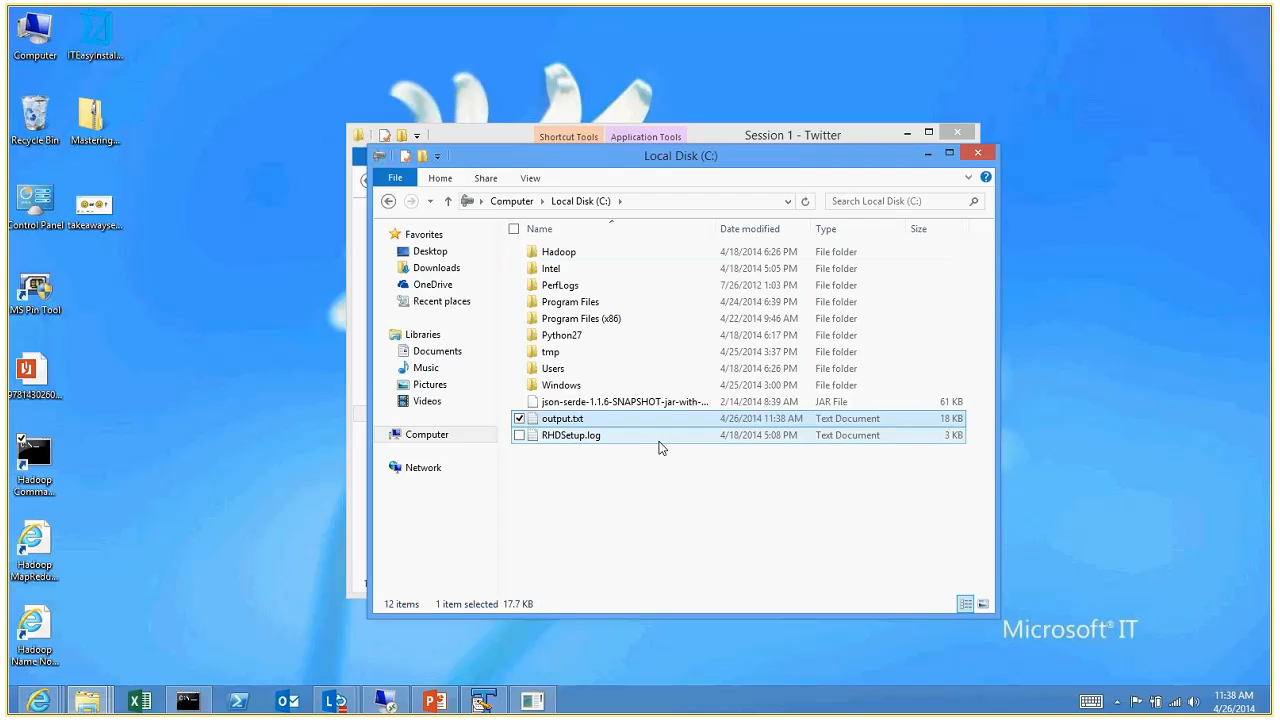 Computer
ITEasyInstal...
Recycle Bin
Mastering...
Control Panel
takeawayse...
MS Pin Tool
9781430260...
Hadoop
Comma...
Hadoop
MapRedu...
Hadoop
Name No...
Shortcut Tools
Application Tools
Session 1 - Twitter
Local Disk (C:)
File
Home
Share
View
Computer
Local Disk (C:)
Search Local Disk (C:)
Favorites
Desktop
Downloads
OneDrive
Recent places
Libraries
Documents
Music
Pictures
Videos
Computer
Network
Name Date modified Type Size
Hadoop 4/18/2014 6:26 PM File folder
Intel 4/18/2014 5:05 PM File folder
PerfLogs 7/26/2012 1:03 PM File folder
Program Files 4/24/2014 6:39 PM File folder
Program Files (x86) 4/22/2014 9:46 AM File folder
Python27 4/18/2014 6:17 PM File folder
tmp 4/25/2014 3:37 PM File folder
Users 4/18/2014 6:26 PM File folder
Windows 4/25/2014 3:00 PM File folder
json-serde-1.1.6-SNAPSHOT-jar-with-... 2/14/2014 8:39 AM JAR File 61 KB
output.txt 4/26/2014 11:38 AM Text Document 18 KB
RHDSetup.log 4/18/2014 5:08 PM Text Document 3 KB
12 items 1 item selected 17.7 KB
Microsoft® IT
11:38 AM
4/26/2014